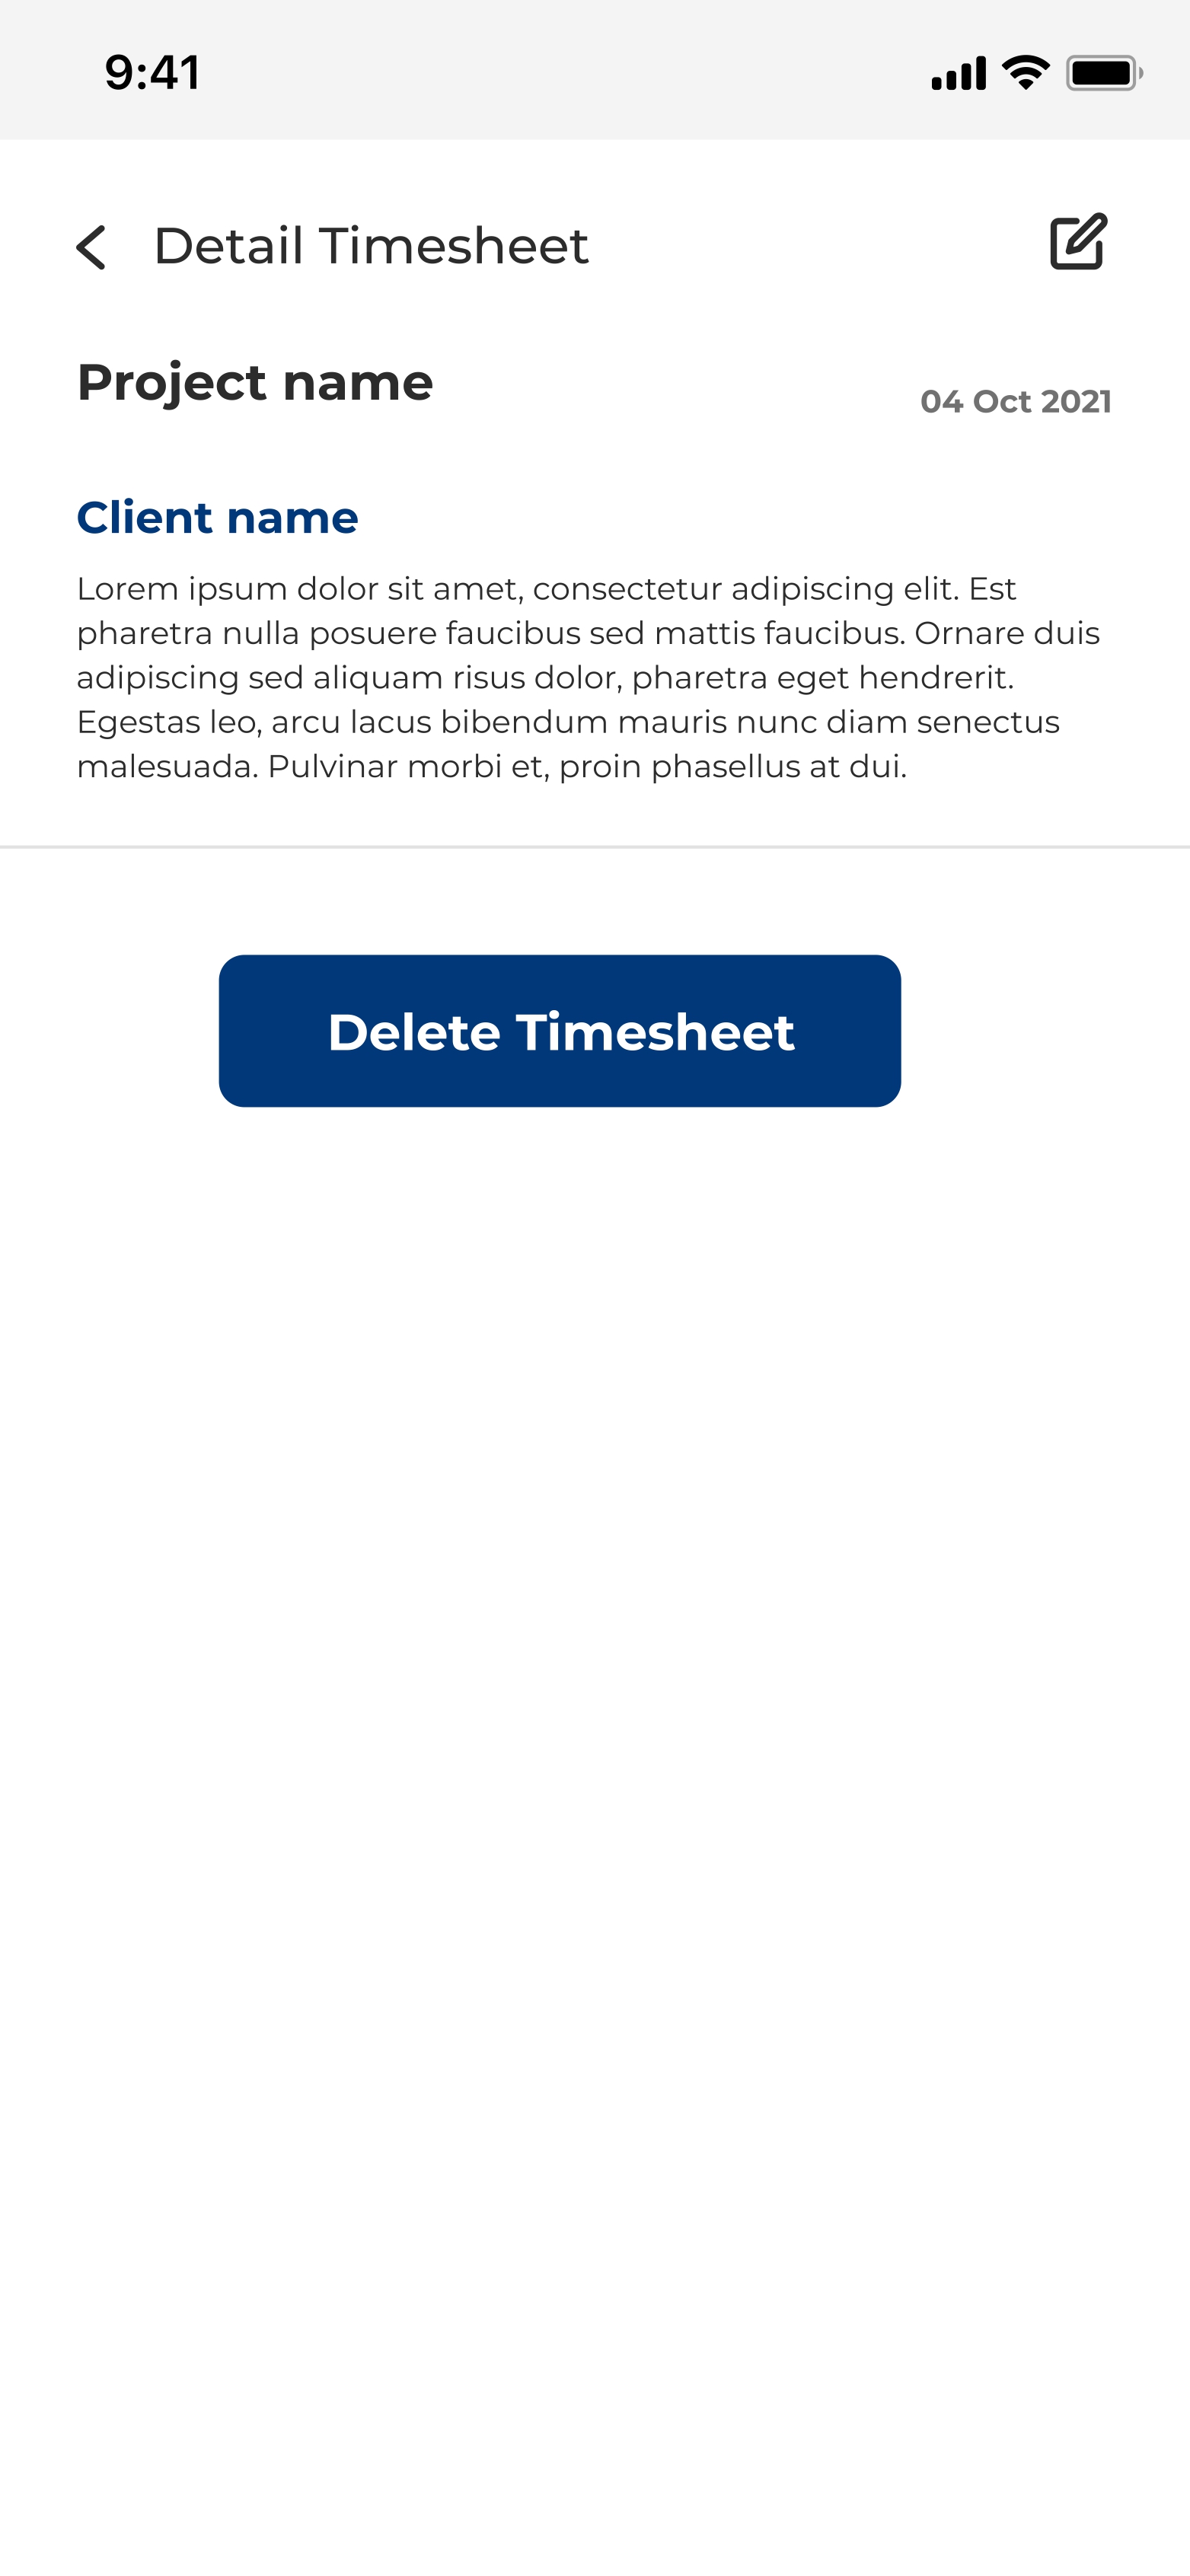 9:41
Detail Timesheet
Project name
04 Oct 2021
Client name
Lorem ipsum dolor sit amet, consectetur adipiscing elit. Est
pharetra nulla posuere faucibus sed mattis faucibus. Ornare duis
adipiscing sed aliquam risus dolor, pharetra eget hendrerit.
Egestas leo, arcu lacus bibendum mauris nunc diam senectus
malesuada. Pulvinar morbi et, proin phasellus at dui.
Delete Timesheet